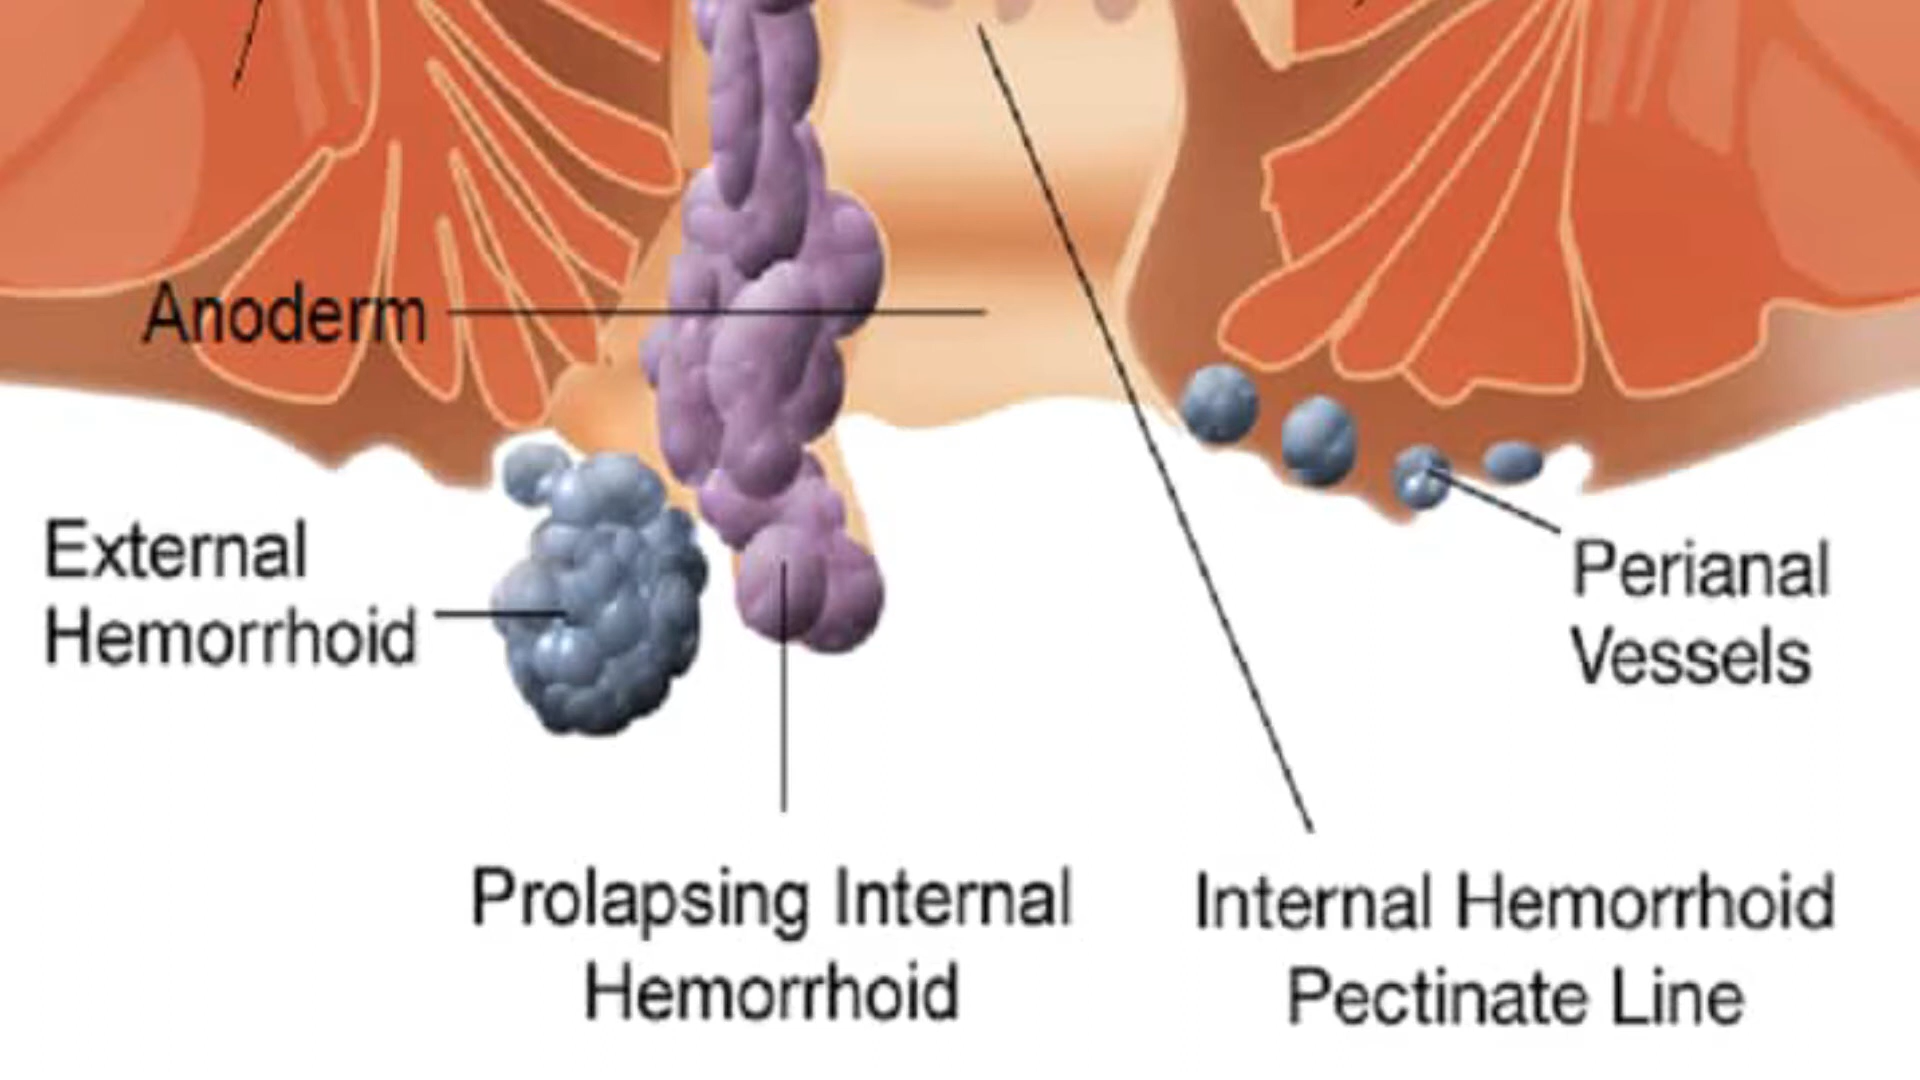 Anoderm
External
Hemorrhoid
Perianal
Vessels
Prolapsing Internal
Hemorrhoid
Internal Hemorrhoid
Pectinate Line